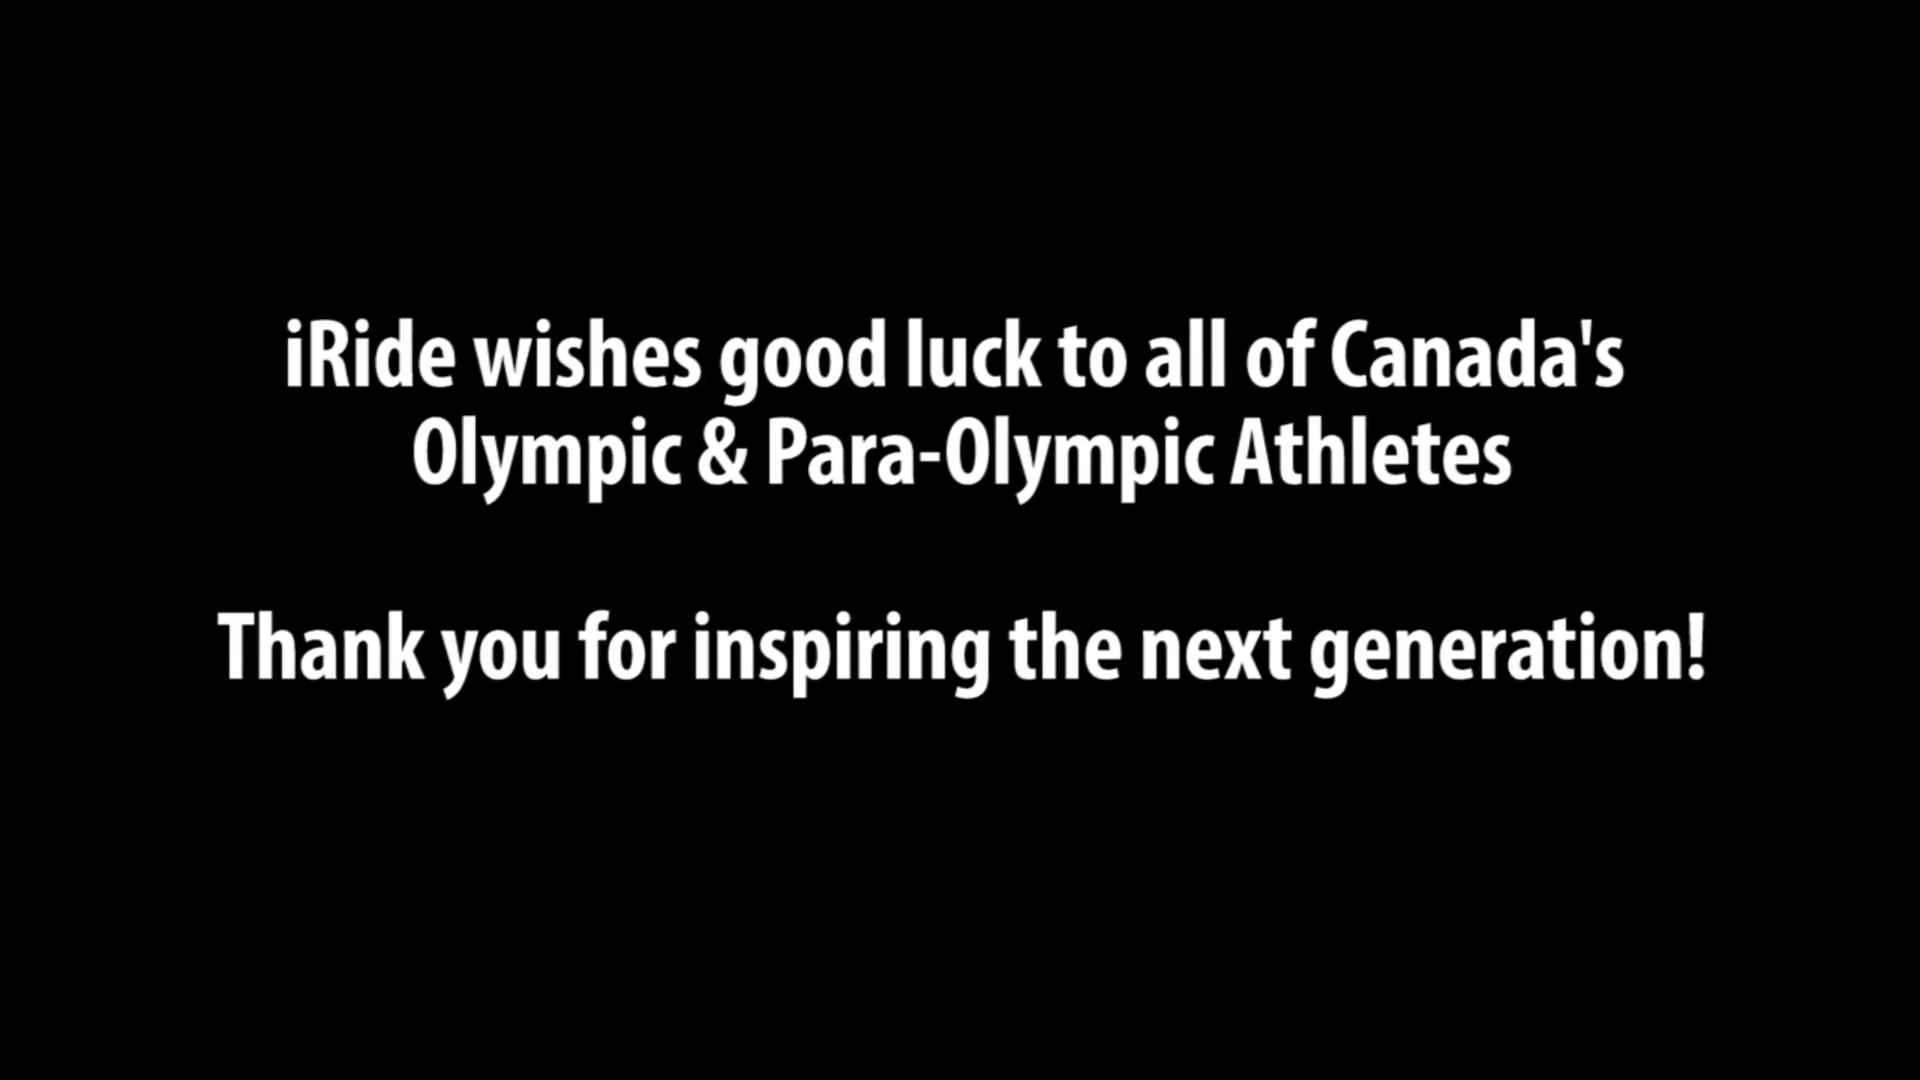 iRide wishes good luck to all of Canada's
Olympic & Para-Olympic Athletes
Thank you for inspiring the next generation!